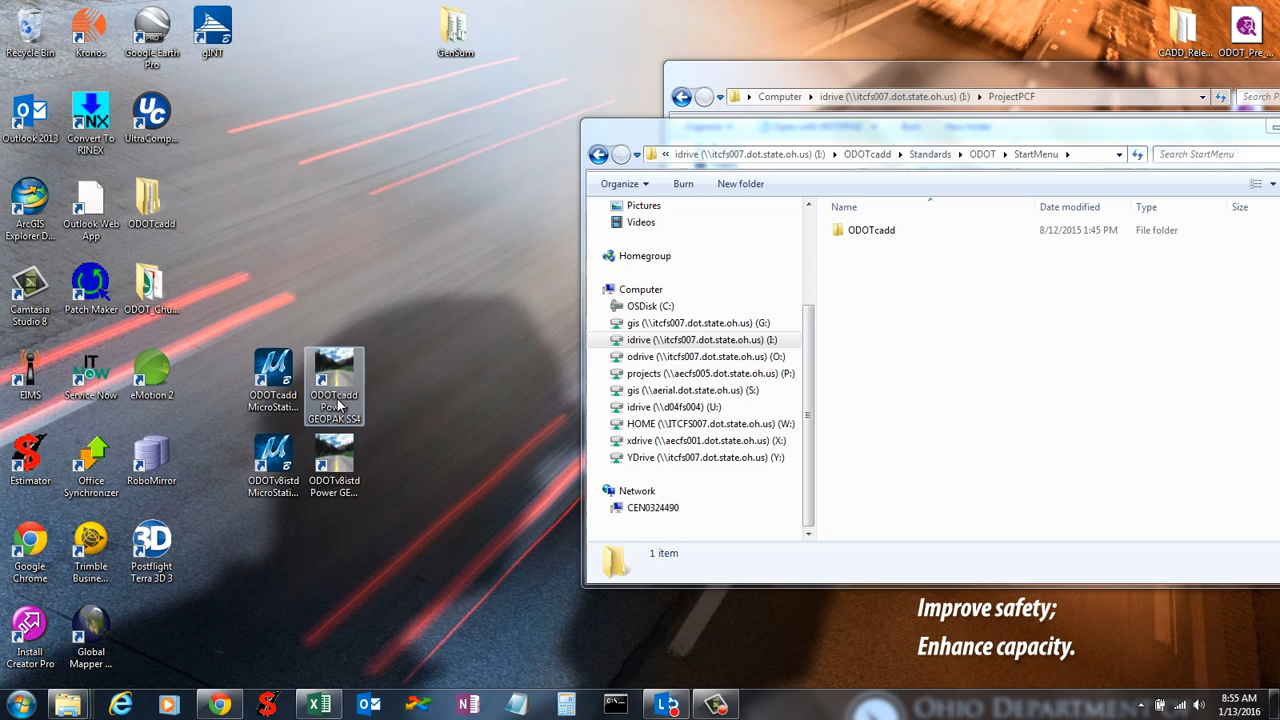 Recycle Bin
Kronos
Google Earth
Pro
gINT
GenSum
CADD_Rele...
ODOT_Pre_...
Outlook 2013
Convert To
RINEX
UltraComp...
ArcGIS
Explorer D...
Outlook Web
App
ODOTcadd
Camtasia
Studio 8
Patch Maker
ODOT_Chu...
EIMS
Service Now
eMotion 2
ODOTcadd
MicroStati...
ODOTcadd
Power
GEOPAK SS4
Estimator
Office
Synchronizer
RoboMirror
ODOTv8istd
MicroStati...
ODOTv8istd
Power GE...
Google
Chrome
Trimble
Busine...
Postflight
Terra 3D 3
Install
Creator Pro
Global
Mapper ...
Computer idrive (\\itcfs007.dot.state.oh.us) (I:) ProjectPCF
Search P
« idrive (\\itcfs007.dot.state.oh.us) (I:) ODOTcadd Standards ODOT StartMenu
Search StartMenu
Organize Burn New folder
Name Date modified Type Size
ODOTcadd 8/12/2015 1:45 PM File folder
Pictures
Videos
Homegroup
Computer
OSDisk (C:)
gis (\\itcfs007.dot.state.oh.us) (G:)
idrive (\\itcfs007.dot.state.oh.us) (I:)
odrive (\\itcfs007.dot.state.oh.us) (O:)
projects (\\aecfs005.dot.state.oh.us) (P:)
gis (\\aerial.dot.state.oh.us) (S:)
idrive (\\d04fs004) (U:)
HOME (\\ITCFS007.dot.state.oh.us) (W:)
xdrive (\\aecfs001.dot.state.oh.us) (X:)
YDrive (\\itcfs007.dot.state.oh.us) (Y:)
Network
CEN0324490
1 item
Improve safety;
Enhance capacity.
8:55 AM
1/13/2016